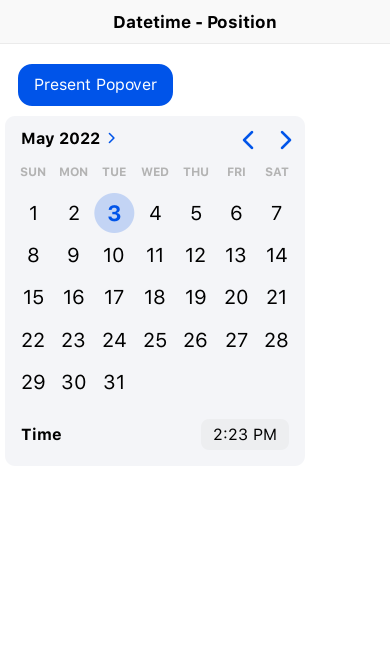 Datetime - Position
Present Popover
May 2022
SUN MON TUE WED THU FRI SAT
1 2 3 4 5 6 7
8 9 10 11 12 13 14
15 16 17 18 19 20 21
22 23 24 25 26 27 28
29 30 31
Time 2:23 PM